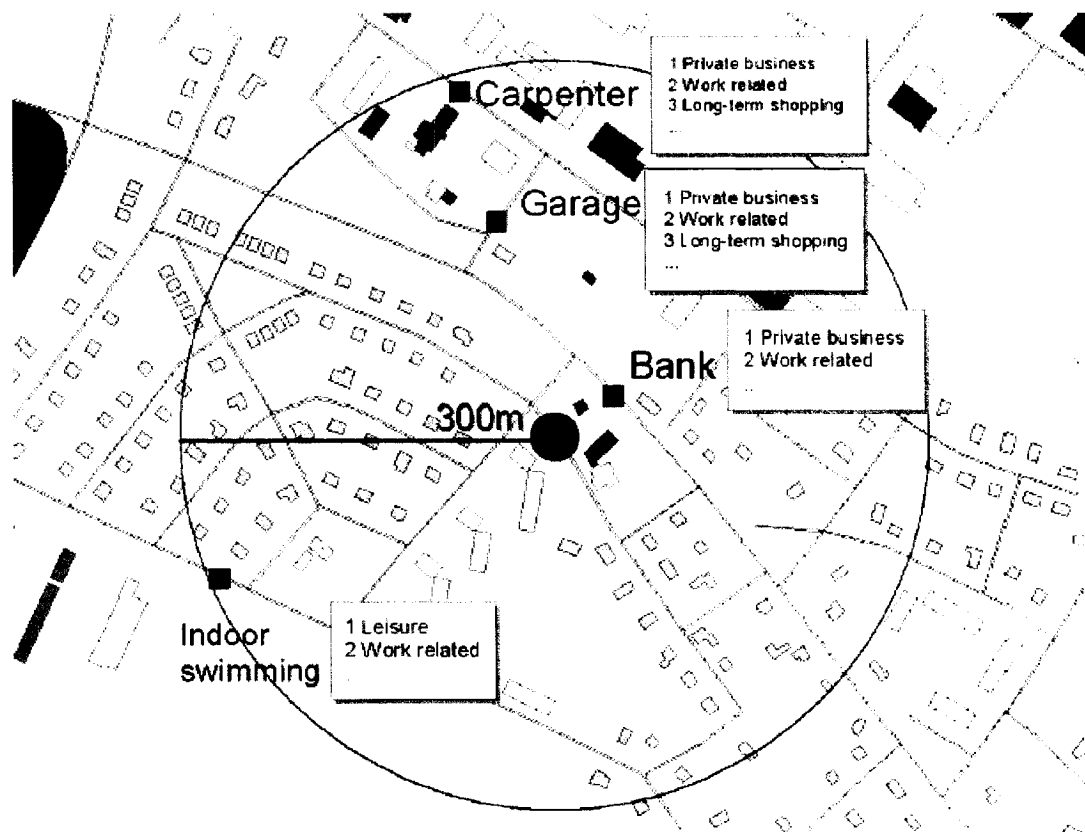 Carpenter
1 Private business
2 Work related
3 Long-term shopping
...
Garage
1 Private business
2 Work related
3 Long-term shopping
...
Bank
1 Private business
2 Work related
...
300m
Indoor
swimming
1 Leisure
2 Work related